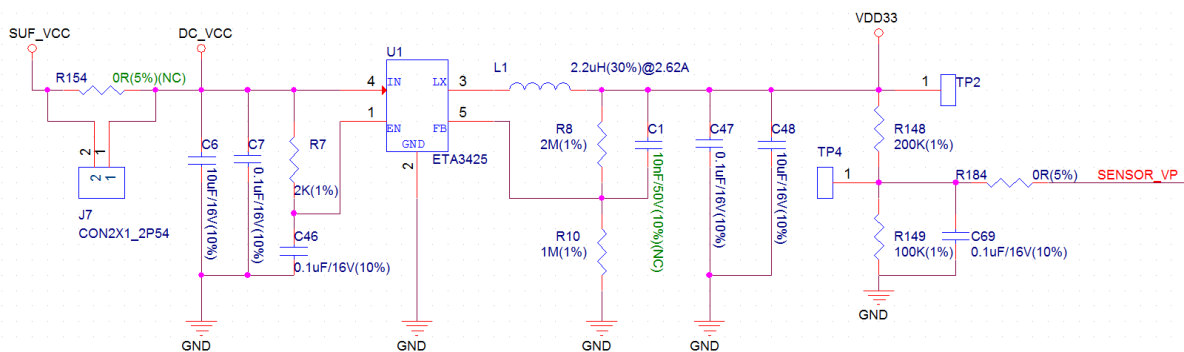 SUF_VCC
DC_VCC
VDD33
R154
0R(5%)(NC)
U1
L1
2.2uH(30%)@2.62A
4
IN
LX
3
1
EN
FB
5
GND
2
ETA3425
1
TP2
C6
10uF/16V(10%)
C7
0.1uF/16V(10%)
R7
2K(1%)
C46
0.1uF/16V(10%)
R8
2M(1%)
C1
10nF/50V(10%)(NC)
C47
0.1uF/16V(10%)
C48
10uF/16V(10%)
R148
200K(1%)
TP4
1
R184
0R(5%)
SENSOR_VP
2
1
2
1
J7
CON2X1_2P54
R10
1M(1%)
R149
100K(1%)
C69
0.1uF/16V(10%)
GND
GND
GND
GND
GND